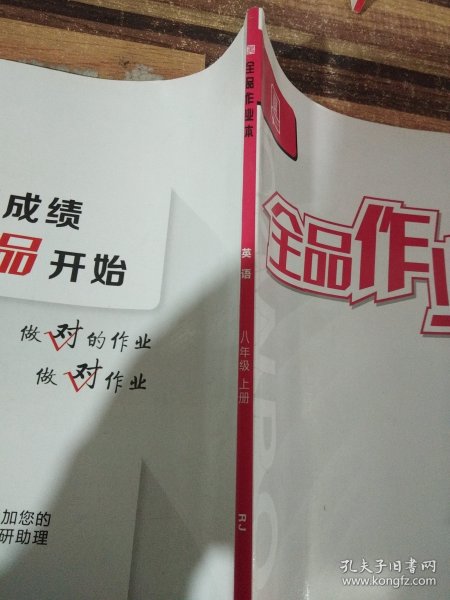 成绩
品开始
做对的作业
做对作业
加您的
研助理
全品作业本
英语
八年级 上册
RJ
全品作业
孔夫子旧书网
www.kongfz.com